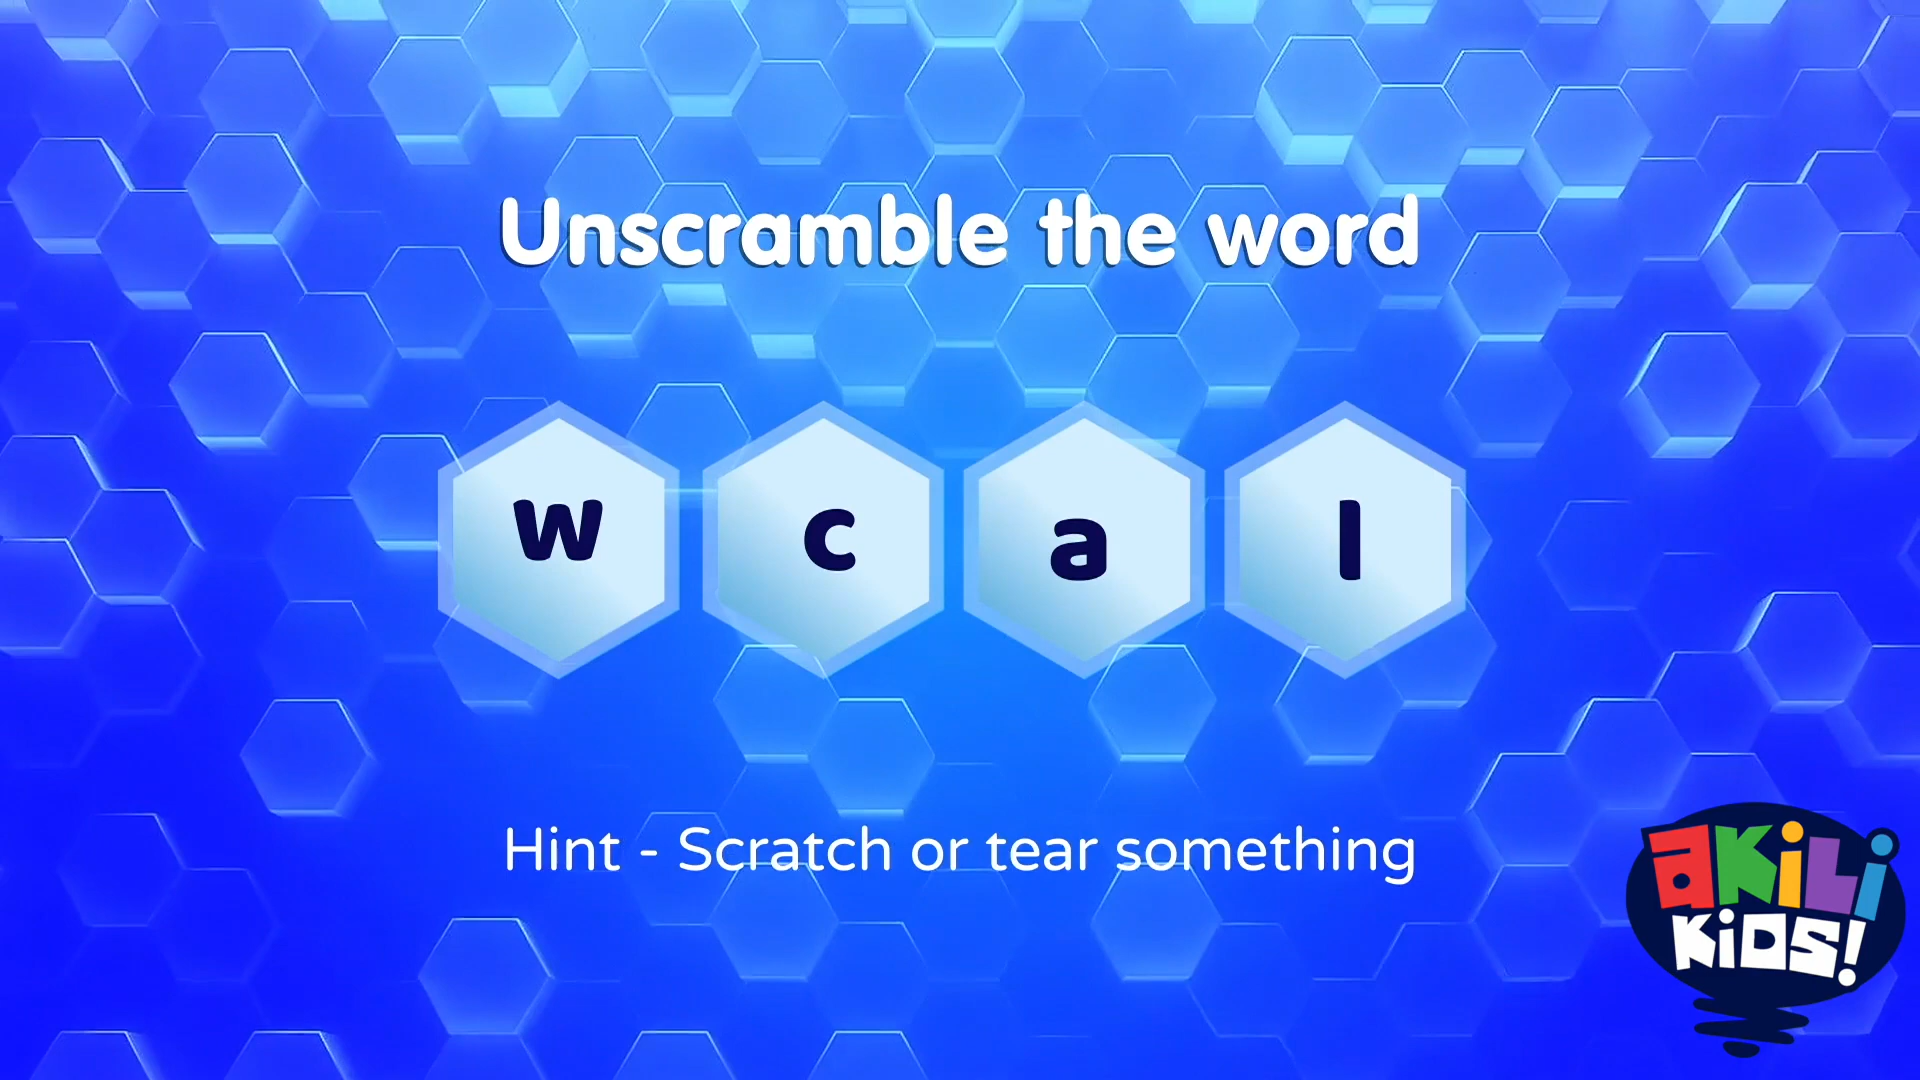 Unscramble the word
w c a l
Hint - Scratch or tear something
AKiLi
KiDS!